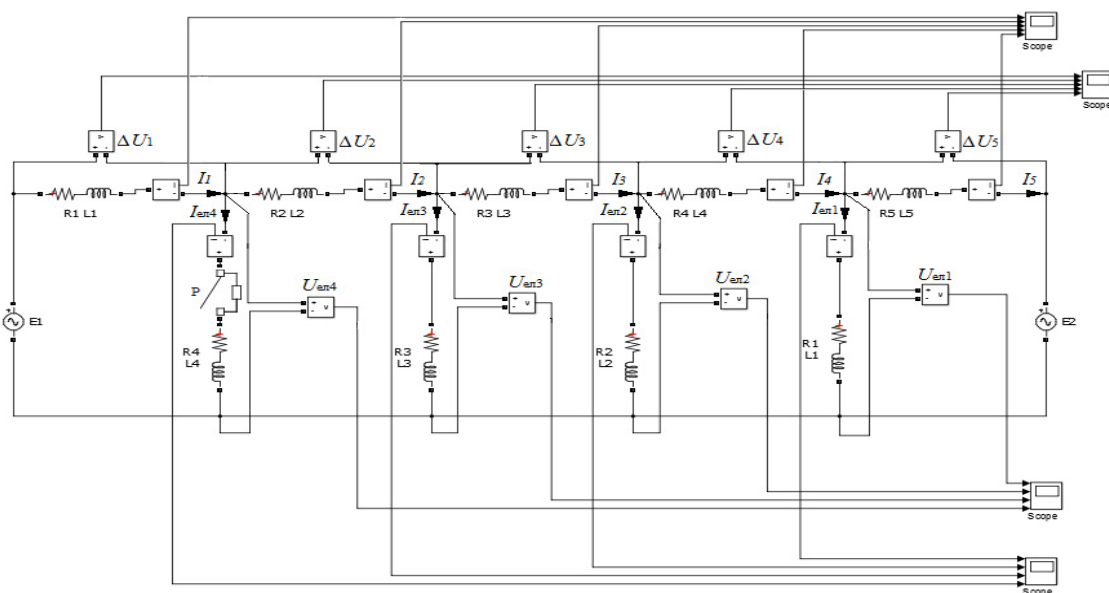 Scope
Scope
ΔU1
ΔU2
ΔU3
ΔU4
ΔU5
I1
I2
I3
I4
I5
R1 L1
R2 L2
R3 L3
R4 L4
R5 L5
Iел4
Iел3
Iел2
Iел1
Uел4
Uел3
Uел2
Uел1
P
E1
E2
R4
L4
R3
L3
R2
L2
R1
L1
Scope
Scope